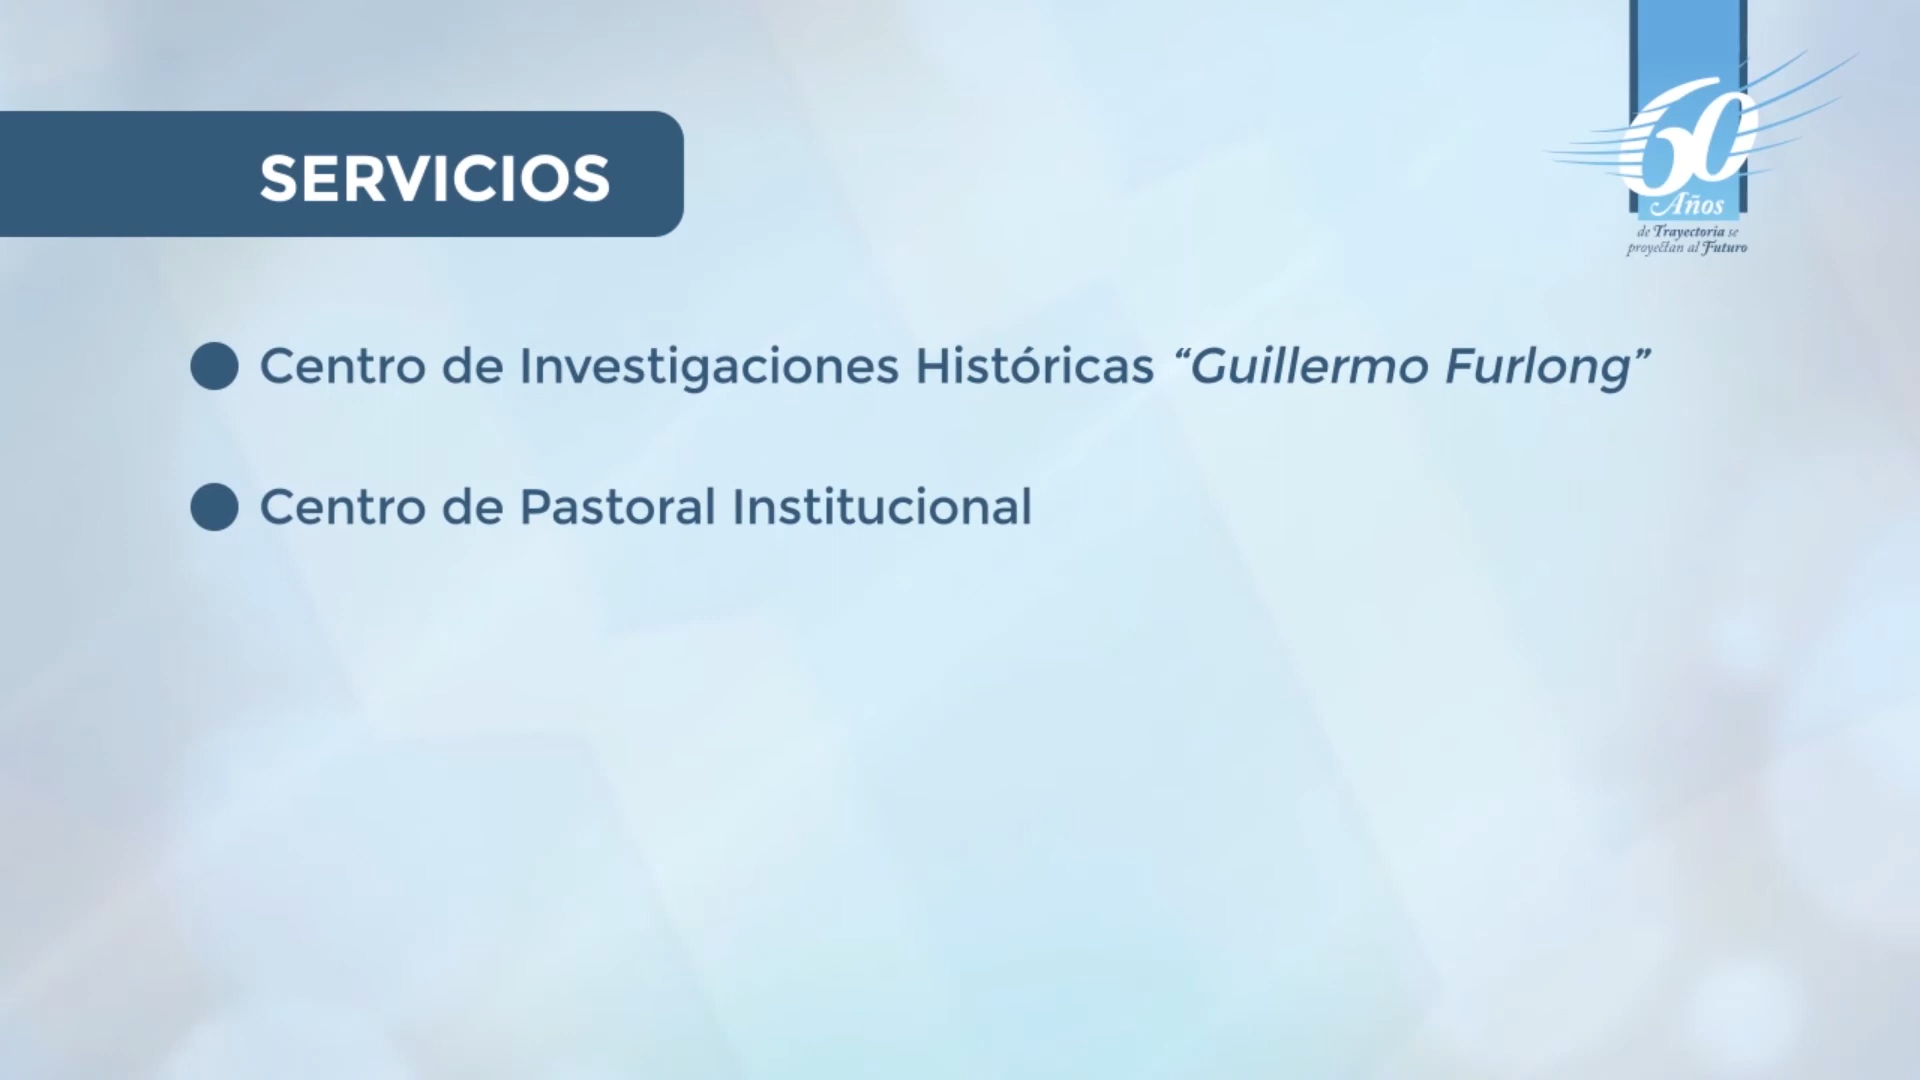 SERVICIOS
60
Años
de Trayectoria se
proyectan al Futuro
Centro de Investigaciones Históricas “Guillermo Furlong”
Centro de Pastoral Institucional